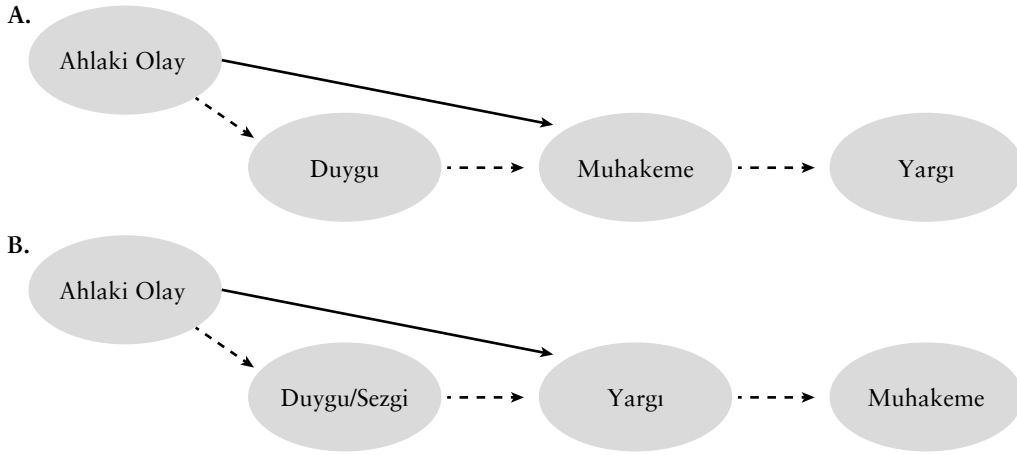 A.
Ahlaki Olay
Duygu
Muhakeme
Yargı
B.
Ahlaki Olay
Duygu/Sezgi
Yargı
Muhakeme